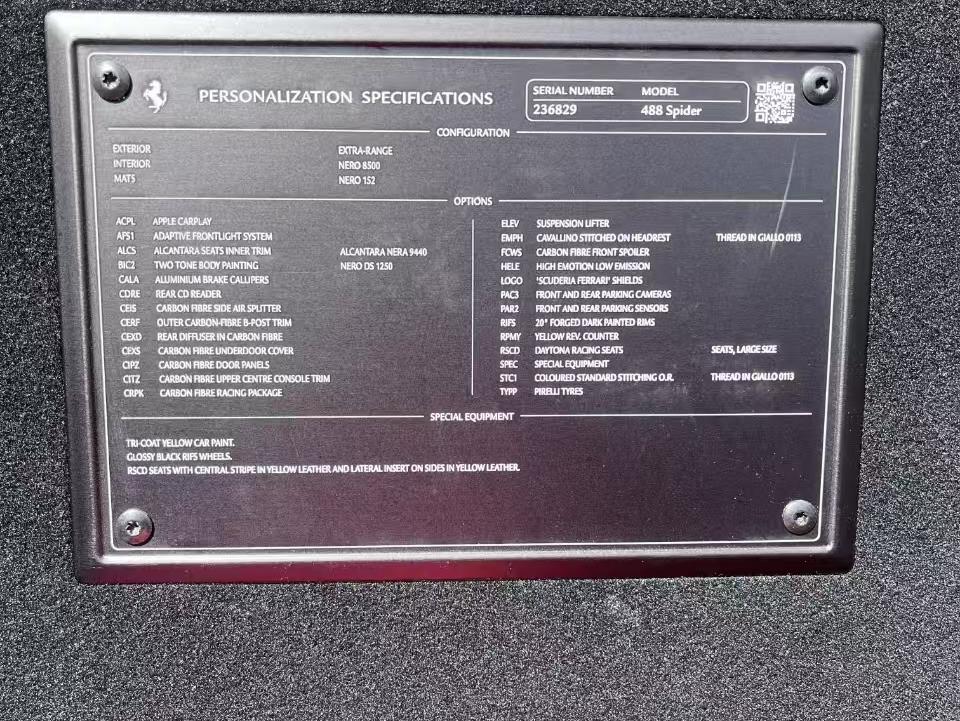 PERSONALIZATION SPECIFICATIONS
SERIAL NUMBER MODEL
236829 488 Spider
CONFIGURATION
EXTERIOR EXTRA-RANGE
INTERIOR NERO 8500
MATS NERO 152
OPTIONS
ACPL APPLE CARPLAY
AFS1 ADAPTIVE FRONTLIGHT SYSTEM
ALCS ALCANTARA SEATS INNER TRIM ALCANTARA NERA 9440
BIC2 TWO TONE BODY PAINTING NERO DS 1250
CALA ALUMINIUM BRAKE CALLIPERS
CDRE REAR CD READER
CEIS CARBON FIBRE SIDE AIR SPLITTER
CERF OUTER CARBON-FIBRE B-POST TRIM
CEXD REAR DIFFUSER IN CARBON FIBRE
CEXS CARBON FIBRE UNDERDOOR COVER
CIPZ CARBON FIBRE DOOR PANELS
CITZ CARBON FIBRE UPPER CENTRE CONSOLE TRIM
CRPK CARBON FIBRE RACING PACKAGE
ELEV SUSPENSION LIFTER
EMPH CAVALLINO STITCHED ON HEADREST THREAD IN GIALLO 0113
FCWS CARBON FIBRE FRONT SPOILER
HELE HIGH EMOTION LOW EMISSION
LOGO 'SCUDERIA FERRARI' SHIELDS
PAC3 FRONT AND REAR PARKING CAMERAS
PAR2 FRONT AND REAR PARKING SENSORS
RIFS 20" FORGED DARK PAINTED RIMS
RPMY YELLOW REV. COUNTER
RSCD DAYTONA RACING SEATS SEATS, LARGE SIZE
SPEC SPECIAL EQUIPMENT
STC1 COLOURED STANDARD STITCHING O.R. THREAD IN GIALLO 0113
TYPP PIRELLI TYRES
SPECIAL EQUIPMENT
TRI-COAT YELLOW CAR PAINT.
GLOSSY BLACK RIFS WHEELS.
RSCD SEATS WITH CENTRAL STRIPE IN YELLOW LEATHER AND LATERAL INSERT ON SIDES IN YELLOW LEATHER.